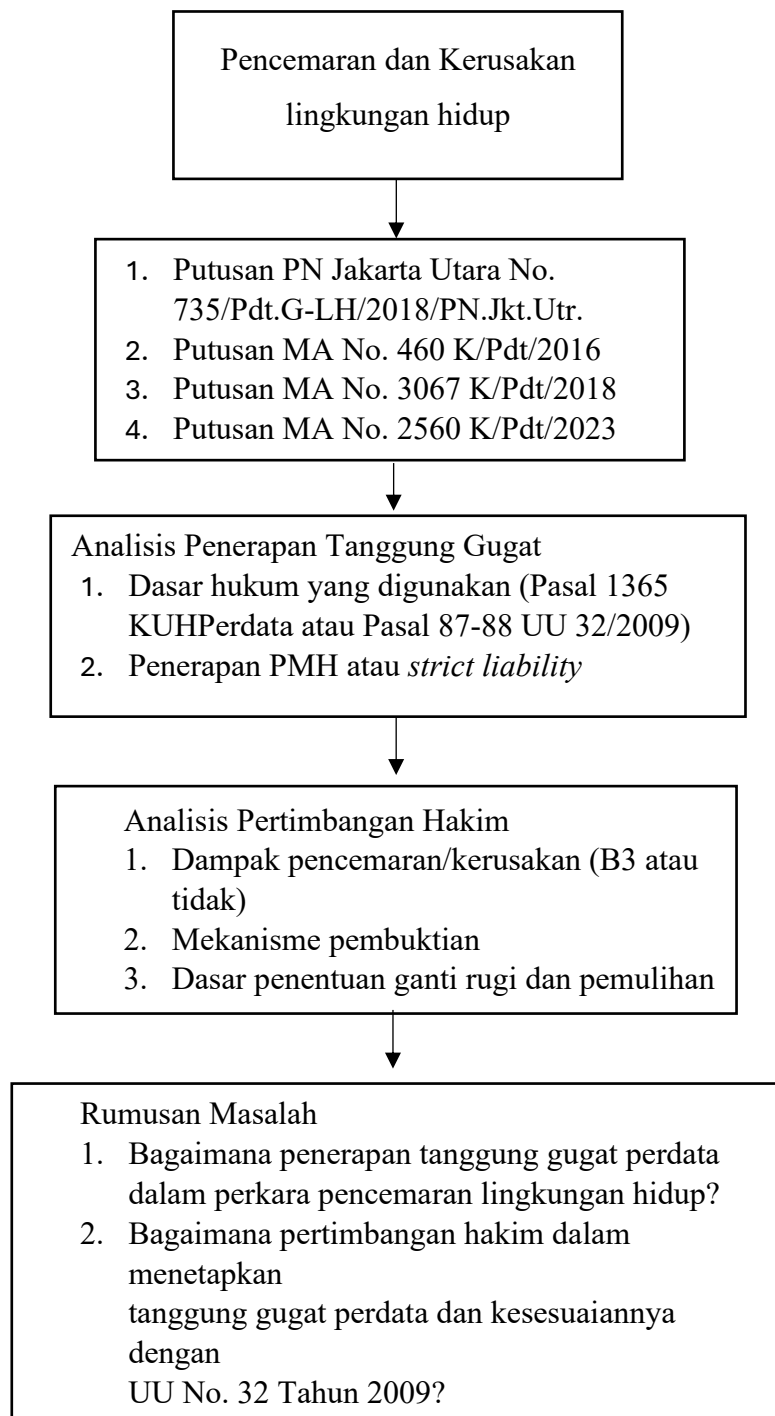 Pencemaran dan Kerusakan
lingkungan hidup
1. Putusan PN Jakarta Utara No.
735/Pdt.G-LH/2018/PN.Jkt.Utr.
2. Putusan MA No. 460 K/Pdt/2016
3. Putusan MA No. 3067 K/Pdt/2018
4. Putusan MA No. 2560 K/Pdt/2023
Analisis Penerapan Tanggung Gugat
1. Dasar hukum yang digunakan (Pasal 1365
KUHPerdata atau Pasal 87-88 UU 32/2009)
2. Penerapan PMH atau strict liability
Analisis Pertimbangan Hakim
1. Dampak pencemaran/kerusakan (B3 atau
tidak)
2. Mekanisme pembuktian
3. Dasar penentuan ganti rugi dan pemulihan
Rumusan Masalah
1. Bagaimana penerapan tanggung gugat perdata
dalam perkara pencemaran lingkungan hidup?
2. Bagaimana pertimbangan hakim dalam
menetapkan
tanggung gugat perdata dan kesesuaiannya
dengan
UU No. 32 Tahun 2009?